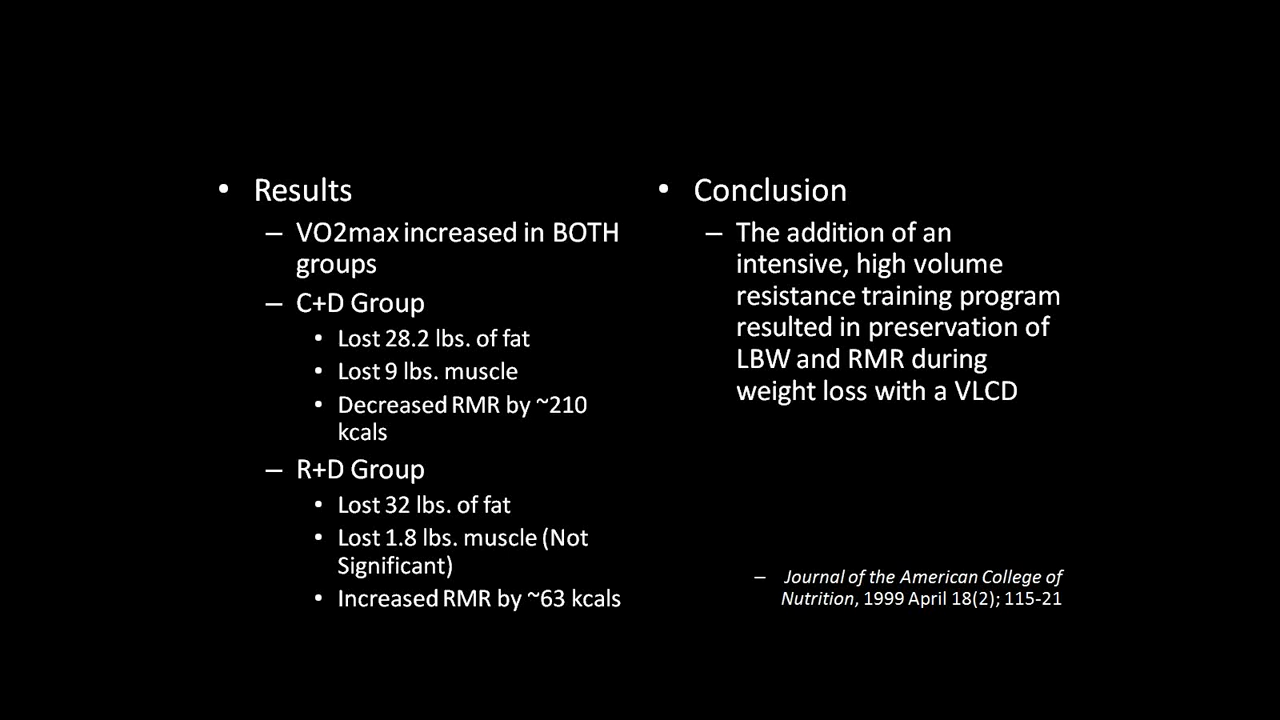 • Results
– VO2max increased in BOTH
groups
– C+D Group
• Lost 28.2 lbs. of fat
• Lost 9 lbs. muscle
• Decreased RMR by ~210
kcals
– R+D Group
• Lost 32 lbs. of fat
• Lost 1.8 lbs. muscle (Not
Significant)
• Increased RMR by ~63 kcals
• Conclusion
– The addition of an
intensive, high volume
resistance training program
resulted in preservation of
LBW and RMR during
weight loss with a VLCD
– Journal of the American College of
Nutrition, 1999 April 18(2); 115-21